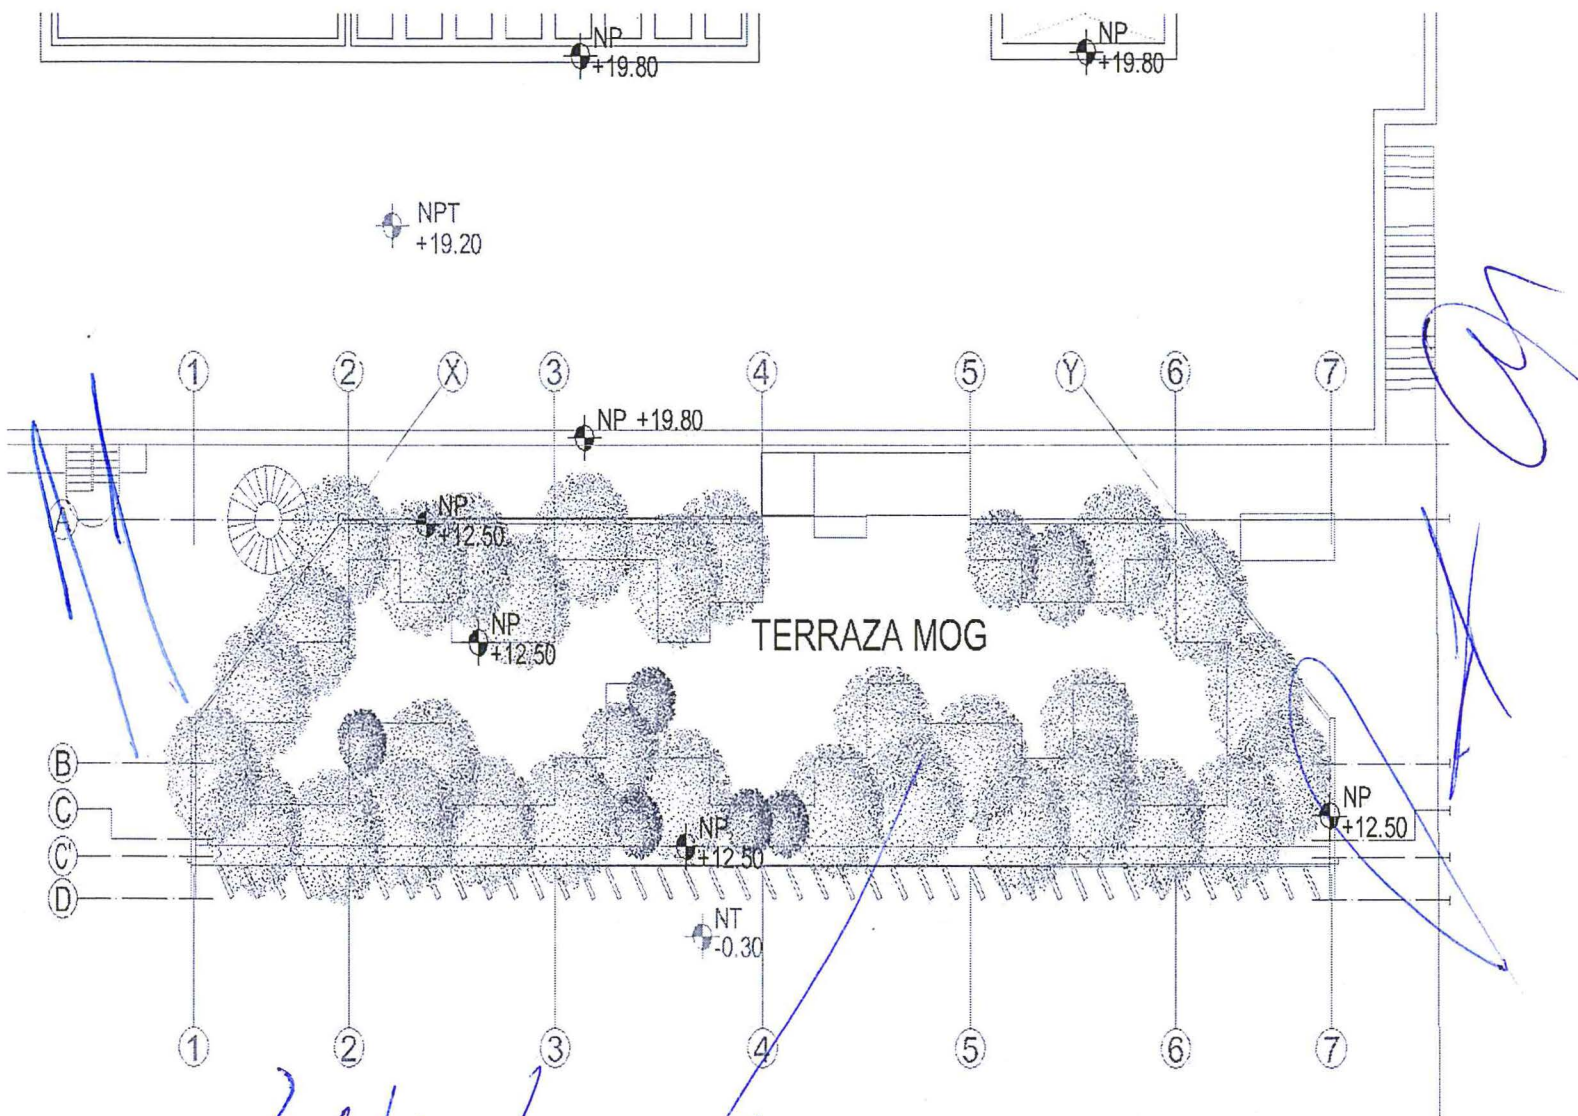 NP
+19.80
NP
+19.80
NPT
+19.20
1 2 X 3 4 5 Y 6 7
NP +19.80
A
NP
+12.50
NP
+12.50
TERRAZA MOG
B
C
NP
+12.50
C'
NP
+12.50
D
NT
-0.30
1 2 3 4 5 6 7